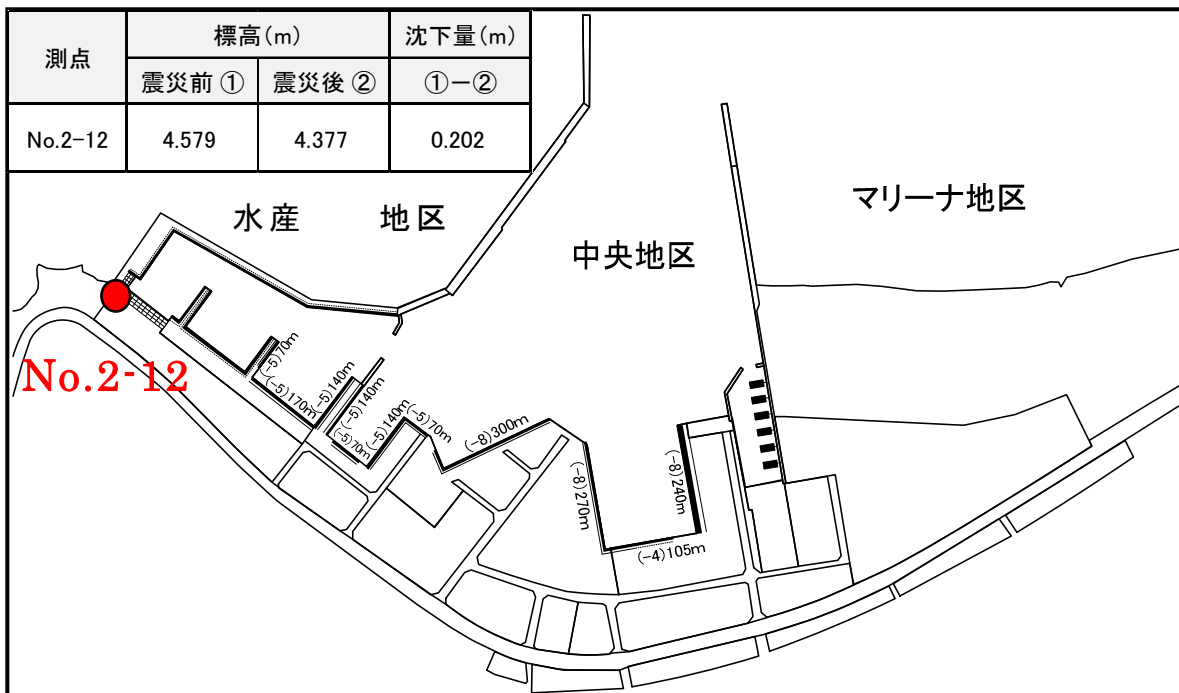 測点 標高(m) 沈下量(m)
震災前 ① 震災後 ② ①－②
No.2-12 4.579 4.377 0.202
水産 地区
マリーナ地区
中央地区
No.2-12
(-5)70m
(-5)170m
(-5)140m
(-5)140m
(-5)70m
(-5)140m
(-5)70m
(-8)300m
(-8)270m
(-8)240m
(-4)105m